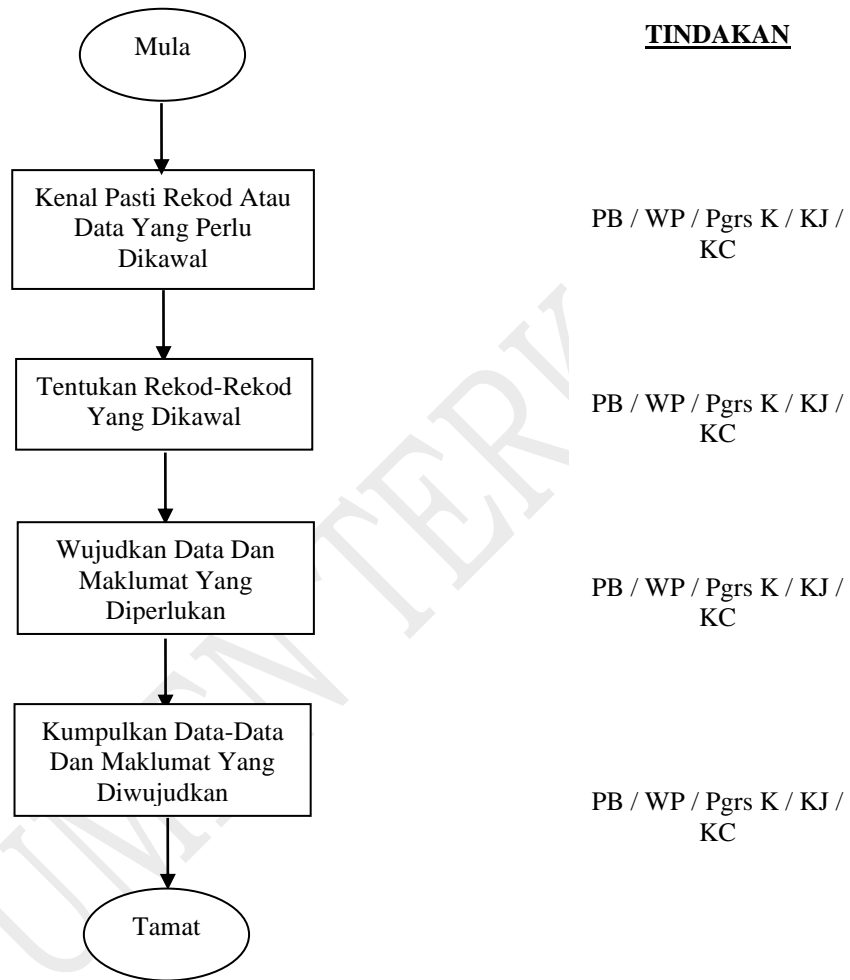 Mula
TINDAKAN
Kenal Pasti Rekod Atau
Data Yang Perlu
Dikawal
PB / WP / Pgrs K / KJ /
KC
Tentukan Rekod-Rekod
Yang Dikawal
PB / WP / Pgrs K / KJ /
KC
Wujudkan Data Dan
Maklumat Yang
Diperlukan
PB / WP / Pgrs K / KJ /
KC
Kumpulkan Data-Data
Dan Maklumat Yang
Diwujudkan
PB / WP / Pgrs K / KJ /
KC
Tamat